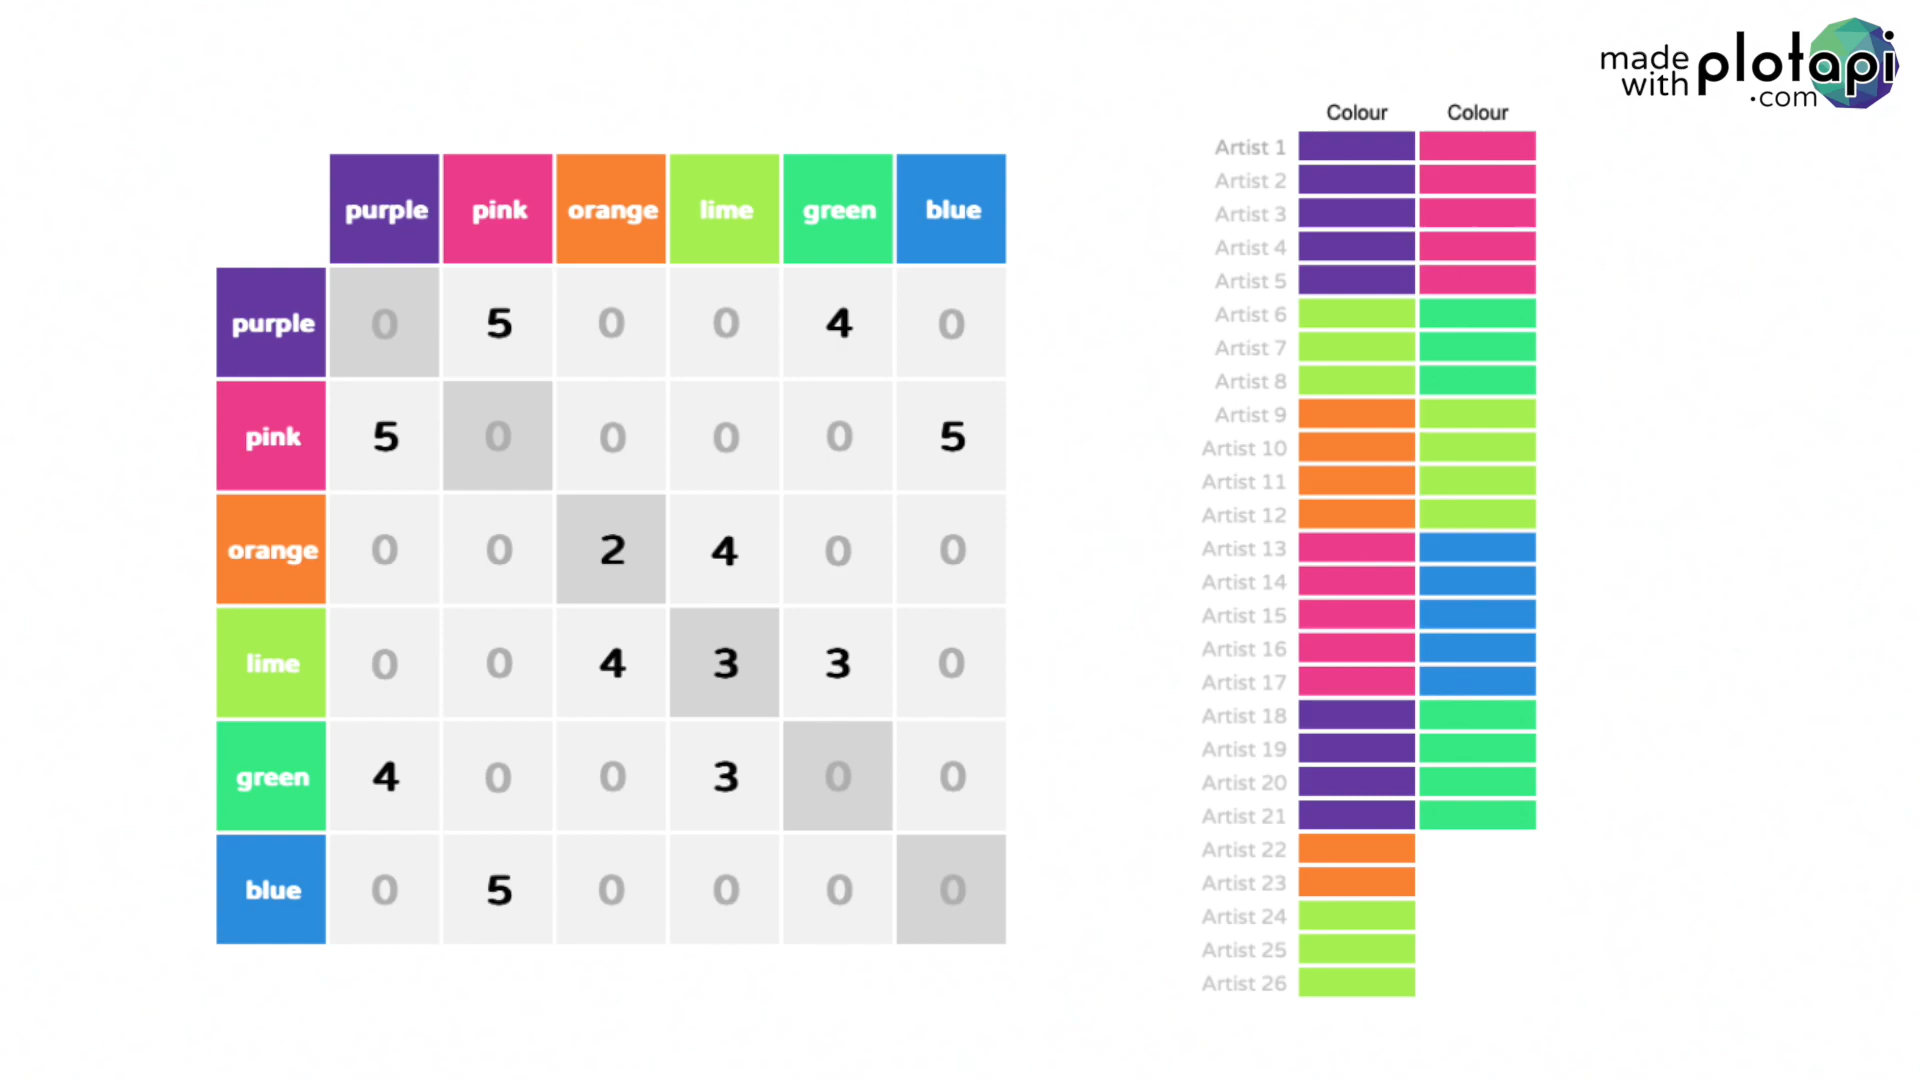 made
with plotapi
.com
purple pink orange lime green blue
purple 0 5 0 0 4 0
pink 5 0 0 0 0 5
orange 0 0 2 4 0 0
lime 0 0 4 3 3 0
green 4 0 0 3 0 0
blue 0 5 0 0 0 0
Colour Colour
Artist 1
Artist 2
Artist 3
Artist 4
Artist 5
Artist 6
Artist 7
Artist 8
Artist 9
Artist 10
Artist 11
Artist 12
Artist 13
Artist 14
Artist 15
Artist 16
Artist 17
Artist 18
Artist 19
Artist 20
Artist 21
Artist 22
Artist 23
Artist 24
Artist 25
Artist 26